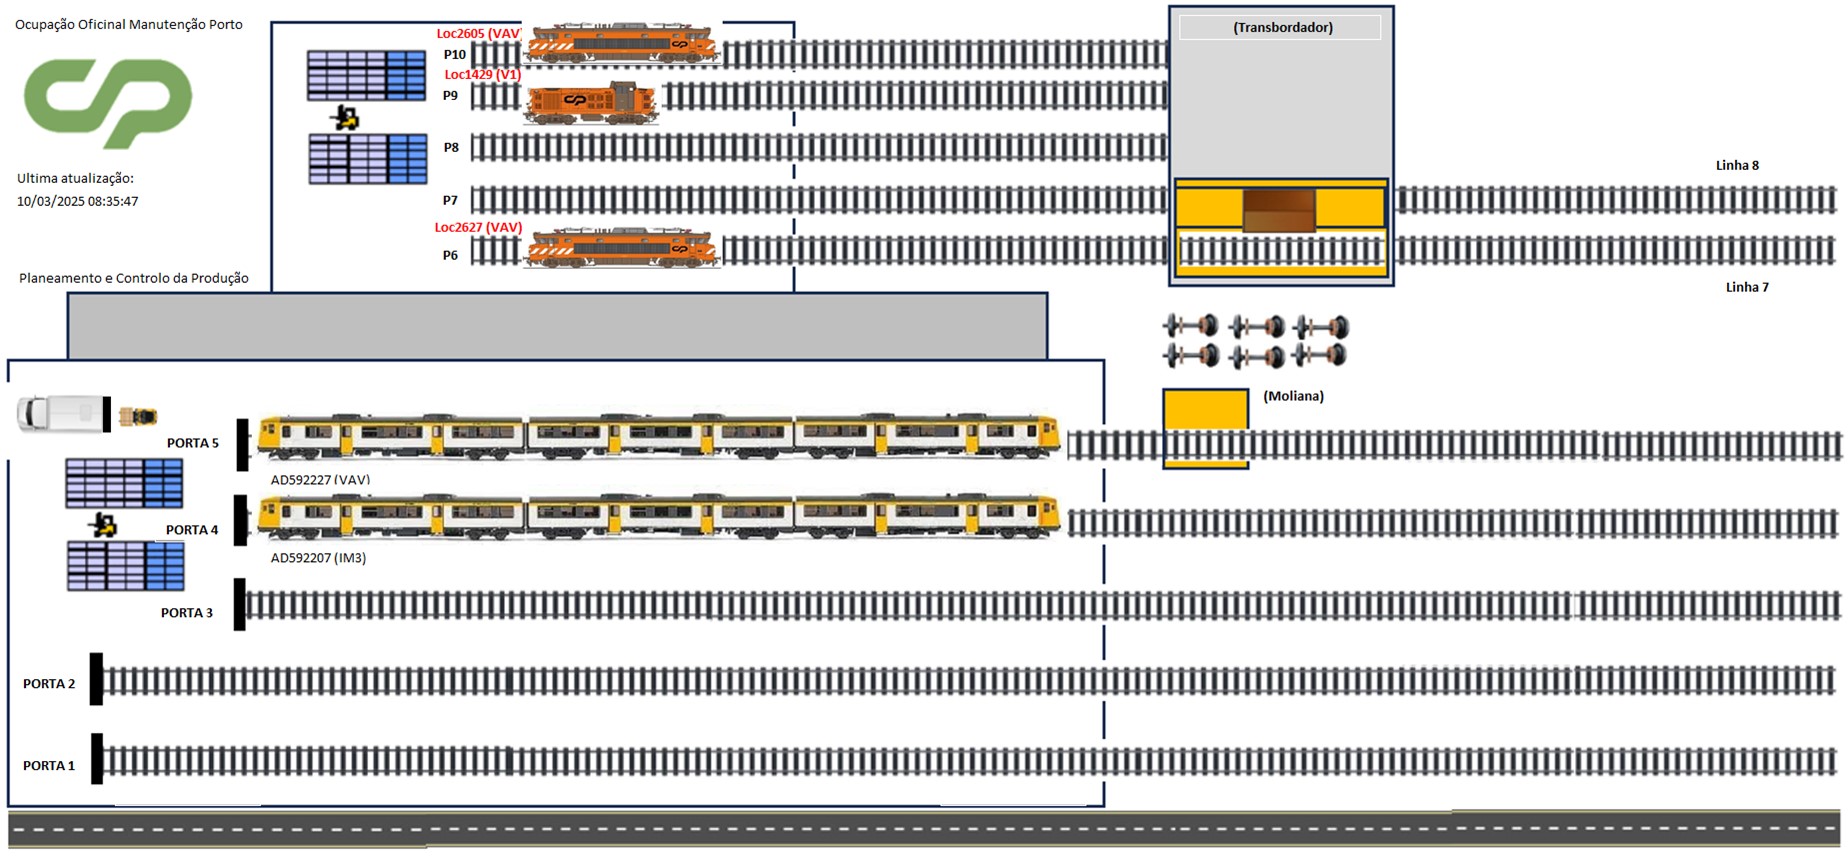 Ocupação Oficinal Manutenção Porto
CP
Ultima atualização:
10/03/2025 08:35:47
Planeamento e Controlo da Produção
Loc2605 (VAV)
P10
Loc1429 (V1)
P9
P8
P7
Loc2627 (VAV)
P6
(Transbordador)
Linha 8
Linha 7
(Moliana)
PORTA 5
AD592227 (VAV)
PORTA 4
AD592207 (IM3)
PORTA 3
PORTA 2
PORTA 1